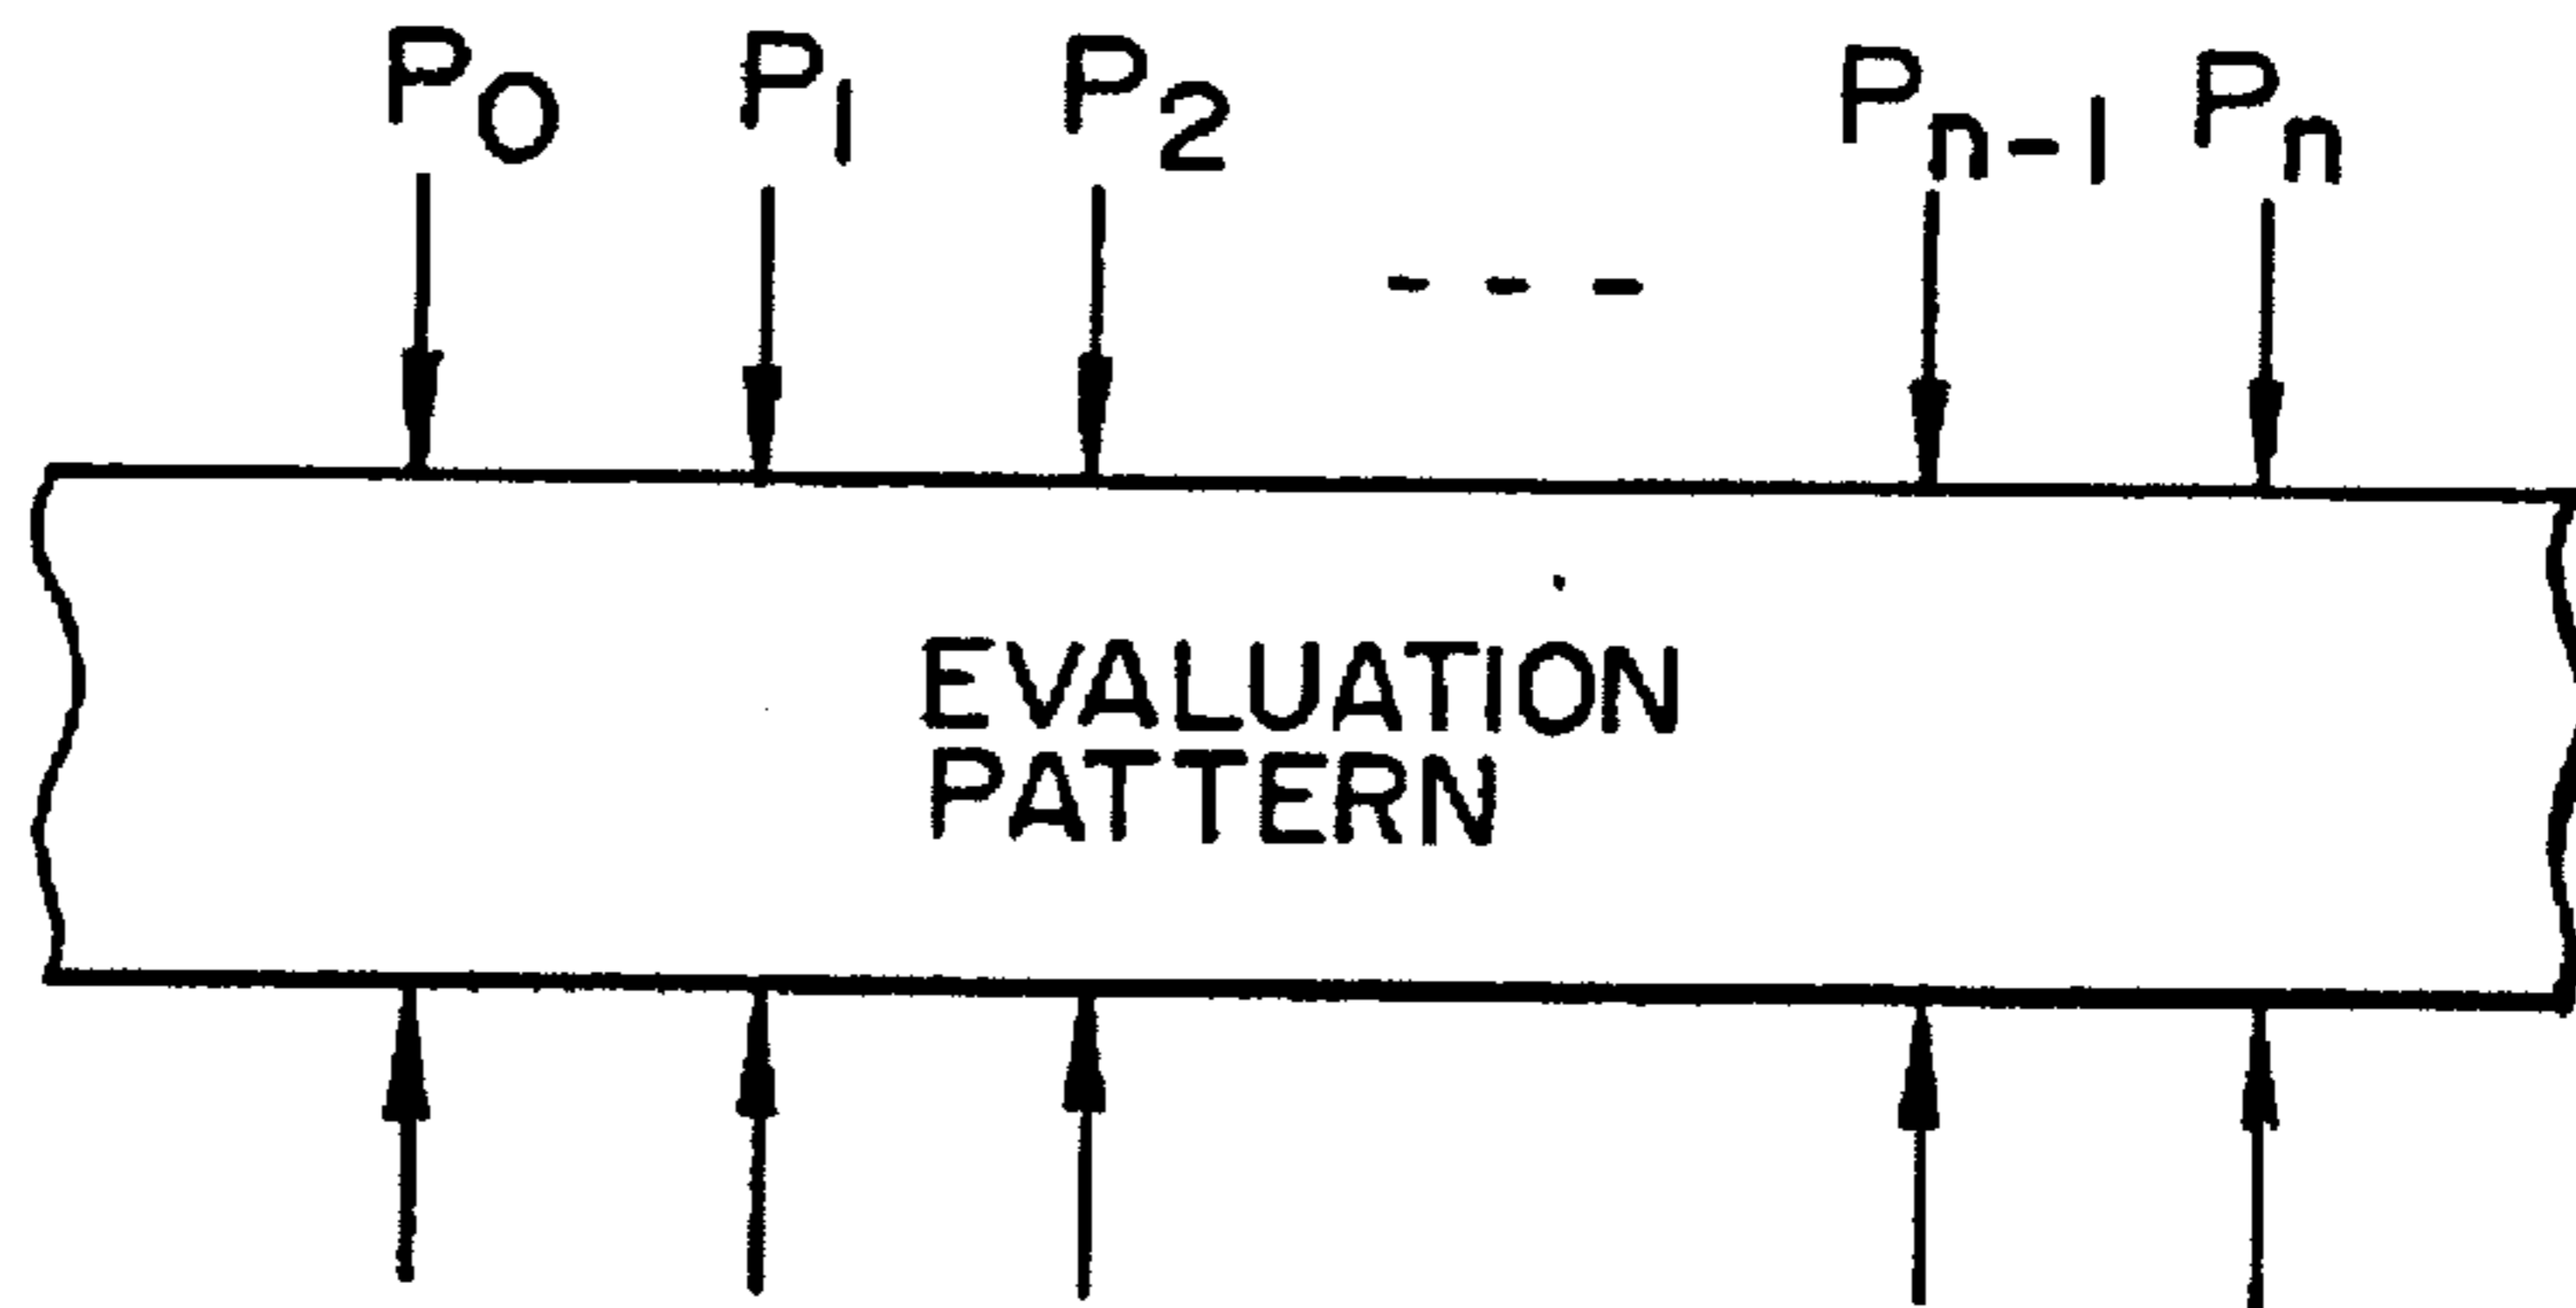 P₀ P₁ P₂ - - - Pₙ₋₁ Pₙ
EVALUATION
PATTERN